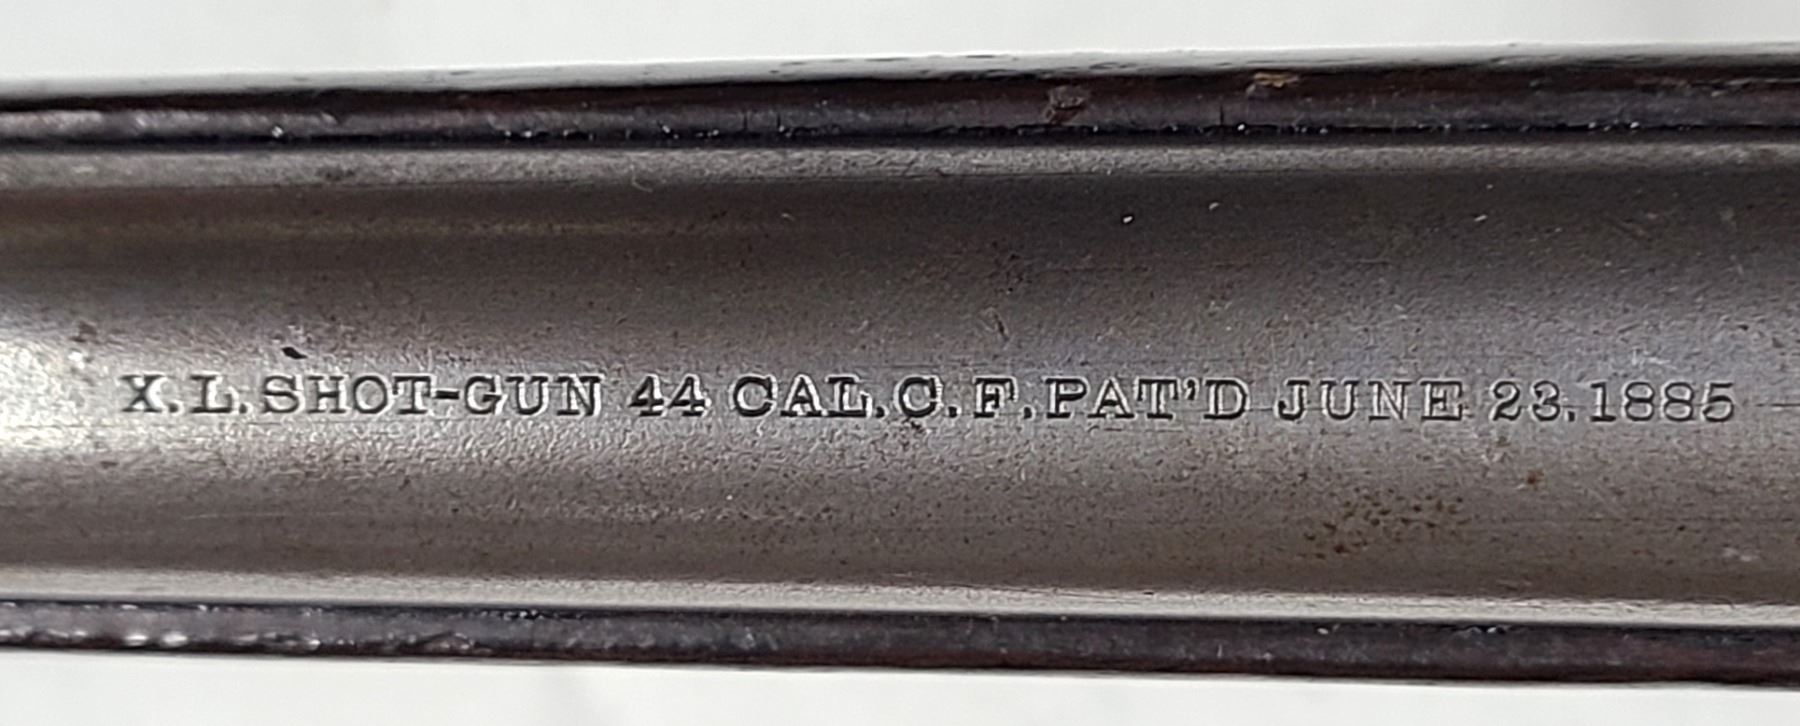 X.L. SHOT-GUN 44 CAL. C.F. PAT'D JUNE 23. 1885